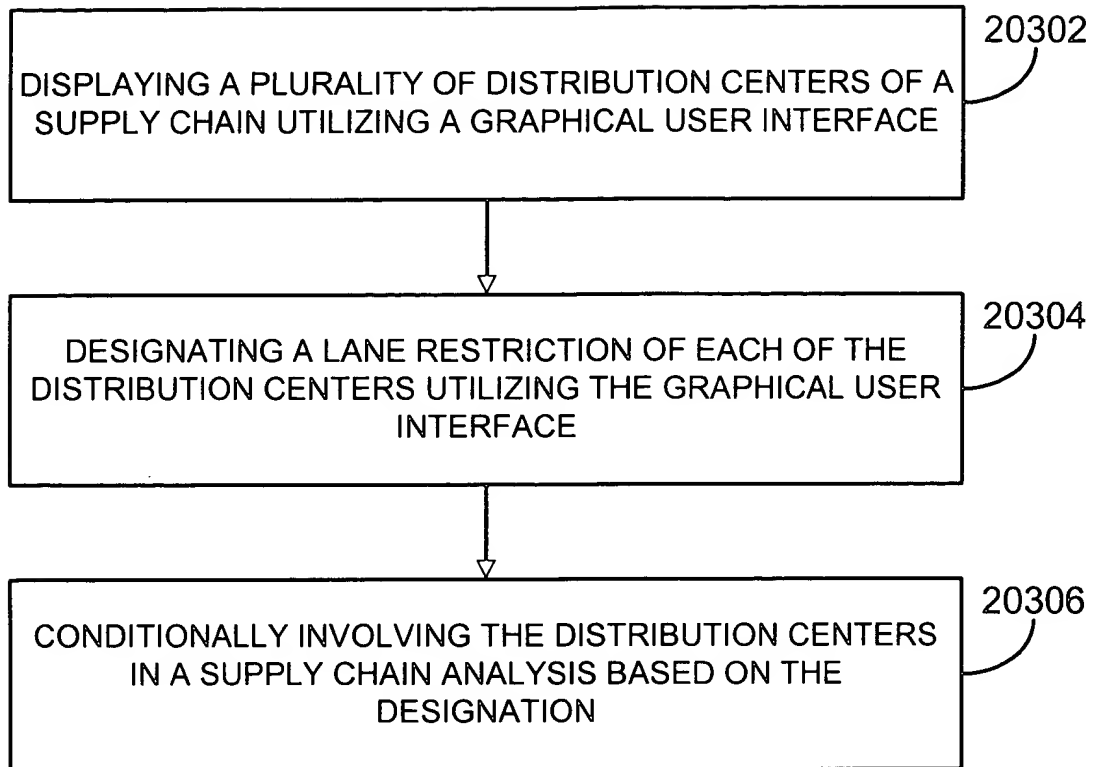 20302
DISPLAYING A PLURALITY OF DISTRIBUTION CENTERS OF A
SUPPLY CHAIN UTILIZING A GRAPHICAL USER INTERFACE
20304
DESIGNATING A LANE RESTRICTION OF EACH OF THE
DISTRIBUTION CENTERS UTILIZING THE GRAPHICAL USER
INTERFACE
20306
CONDITIONALLY INVOLVING THE DISTRIBUTION CENTERS
IN A SUPPLY CHAIN ANALYSIS BASED ON THE
DESIGNATION